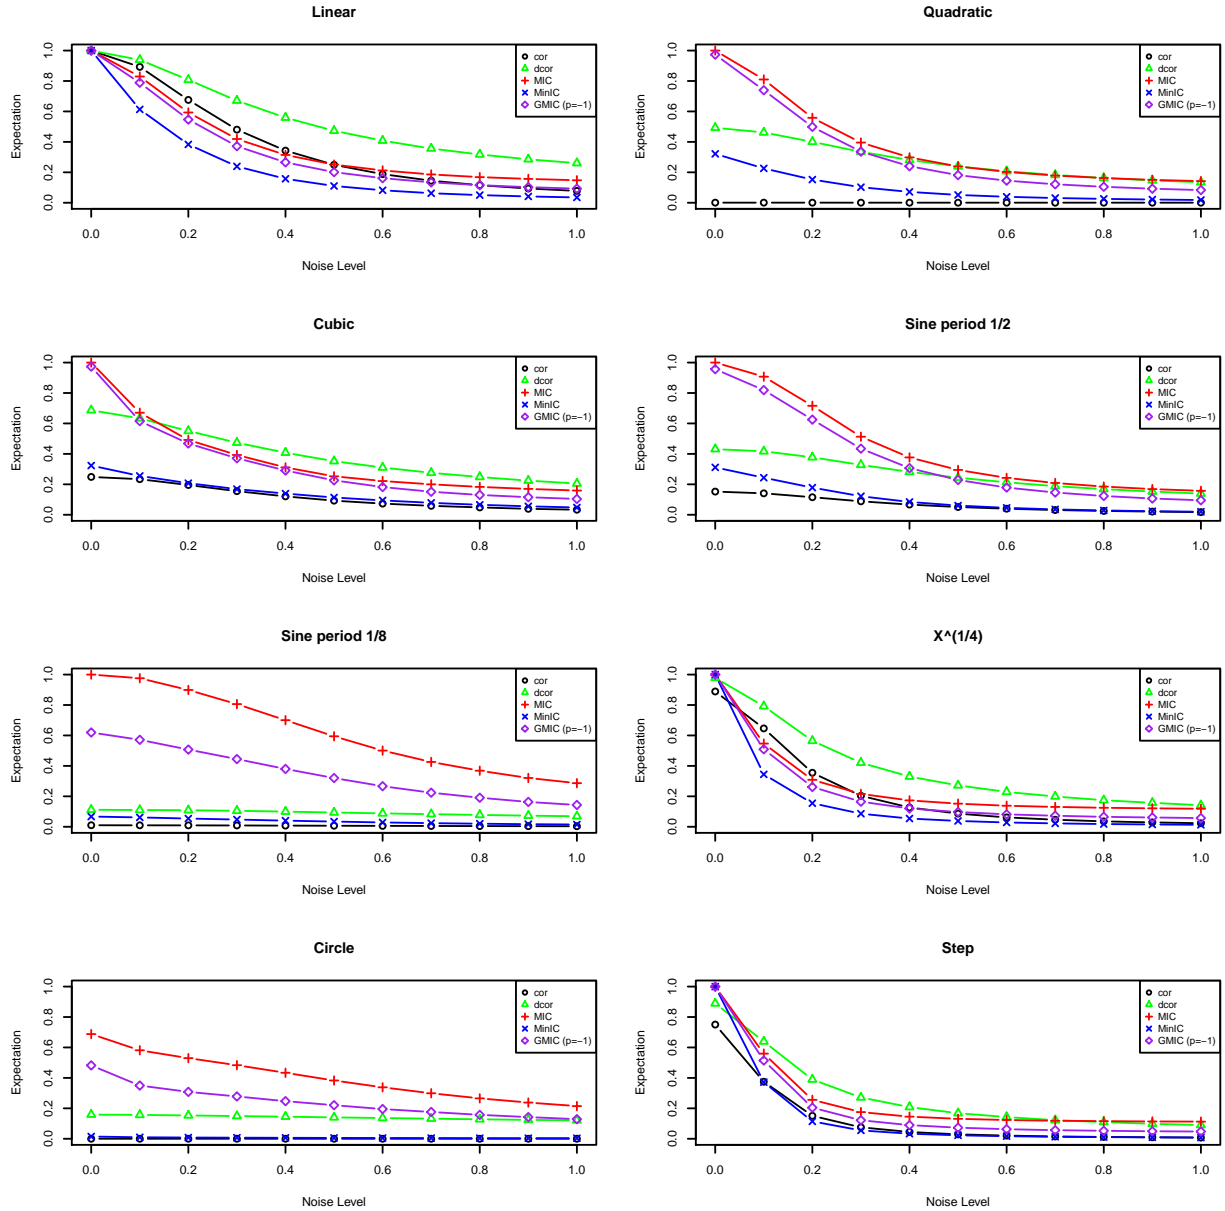 Linear
Expectation
1.0
0.8
0.6
0.4
0.2
0.0
cor
dcor
MIC
MinIC
GMIC (p=−1)
0.0 0.2 0.4 0.6 0.8 1.0
Noise Level
Quadratic
Expectation
1.0
0.8
0.6
0.4
0.2
0.0
cor
dcor
MIC
MinIC
GMIC (p=−1)
0.0 0.2 0.4 0.6 0.8 1.0
Noise Level
Cubic
Expectation
1.0
0.8
0.6
0.4
0.2
0.0
cor
dcor
MIC
MinIC
GMIC (p=−1)
0.0 0.2 0.4 0.6 0.8 1.0
Noise Level
Sine period 1/2
Expectation
1.0
0.8
0.6
0.4
0.2
0.0
cor
dcor
MIC
MinIC
GMIC (p=−1)
0.0 0.2 0.4 0.6 0.8 1.0
Noise Level
Sine period 1/8
Expectation
1.0
0.8
0.6
0.4
0.2
0.0
cor
dcor
MIC
MinIC
GMIC (p=−1)
0.0 0.2 0.4 0.6 0.8 1.0
Noise Level
X^(1/4)
Expectation
1.0
0.8
0.6
0.4
0.2
0.0
cor
dcor
MIC
MinIC
GMIC (p=−1)
0.0 0.2 0.4 0.6 0.8 1.0
Noise Level
Circle
Expectation
1.0
0.8
0.6
0.4
0.2
0.0
cor
dcor
MIC
MinIC
GMIC (p=−1)
0.0 0.2 0.4 0.6 0.8 1.0
Noise Level
Step
Expectation
1.0
0.8
0.6
0.4
0.2
0.0
cor
dcor
MIC
MinIC
GMIC (p=−1)
0.0 0.2 0.4 0.6 0.8 1.0
Noise Level